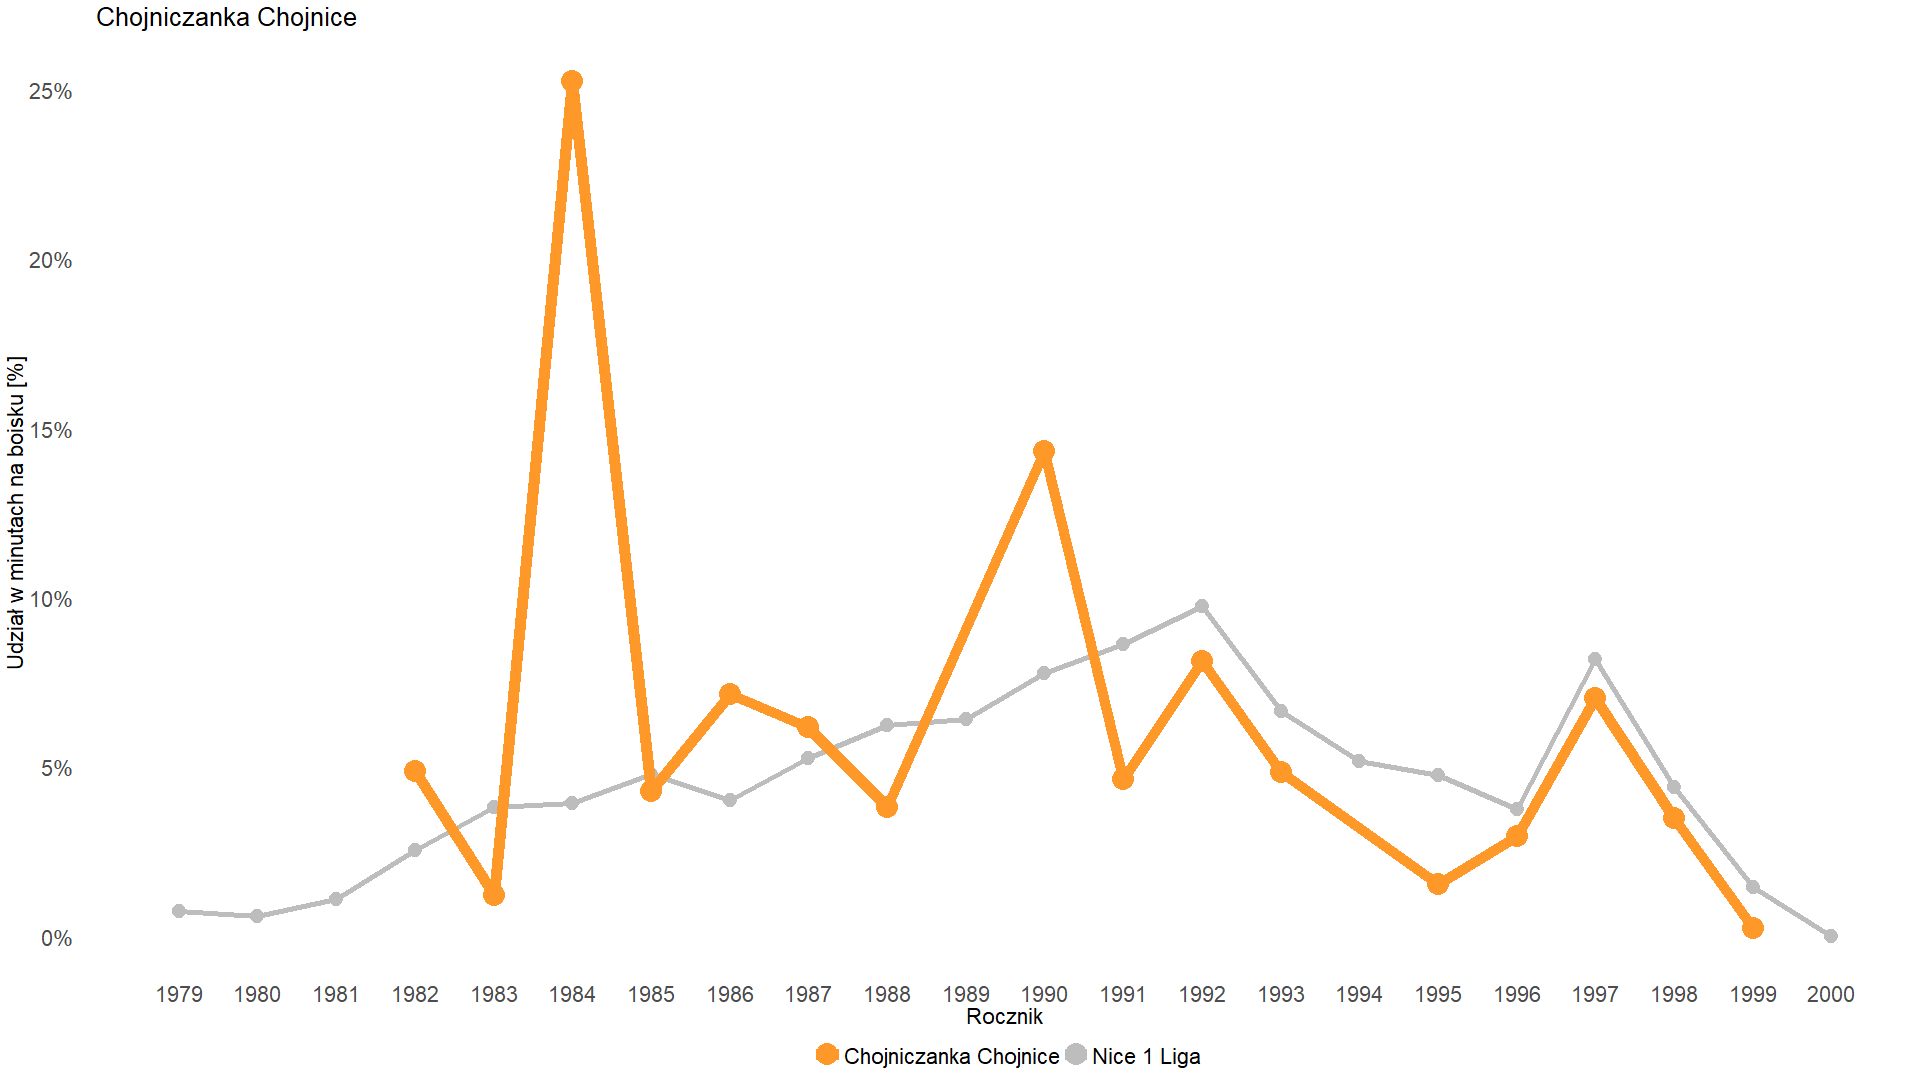 Chojniczanka Chojnice
25%
20%
15%
10%
5%
0%
Udział w minutach na boisku [%]
1979 1980 1981 1982 1983 1984 1985 1986 1987 1988 1989 1990 1991 1992 1993 1994 1995 1996 1997 1998 1999 2000
Rocznik
Chojniczanka Chojnice Nice 1 Liga